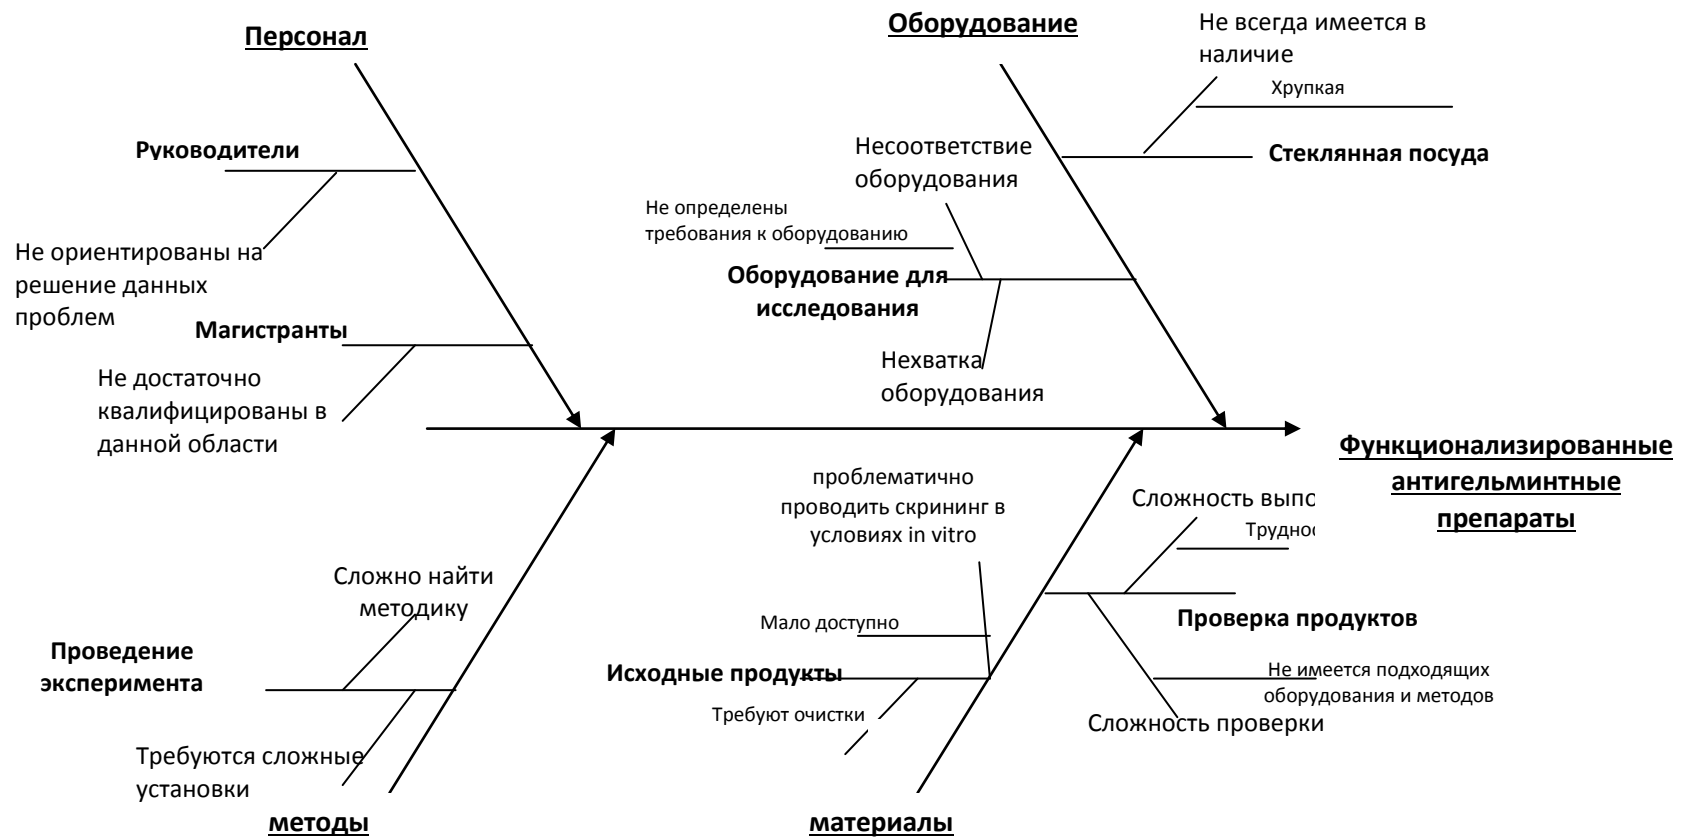 Персонал
Оборудование
Не всегда имеется в
наличие
Хрупкая
Стеклянная посуда
Руководители
Не ориентированы на
решение данных
проблем
Несоответствие
оборудования
Не определены
требования к оборудованию
Оборудование для
исследования
Нехватка
оборудования
Магистранты
Не достаточно
квалифицированы в
данной области
Функционализированные
антигельминтные
препараты
проблематично
проводить скрининг в
условиях in vitro
Сложность
Мало доступно
Исходные продукты
Требуют очистки
Проверка продуктов
Не имеется подходящих
оборудования и методов
Сложность проверки
Сложно найти
методику
Проведение
эксперимента
Требуются сложные
установки
методы
материалы